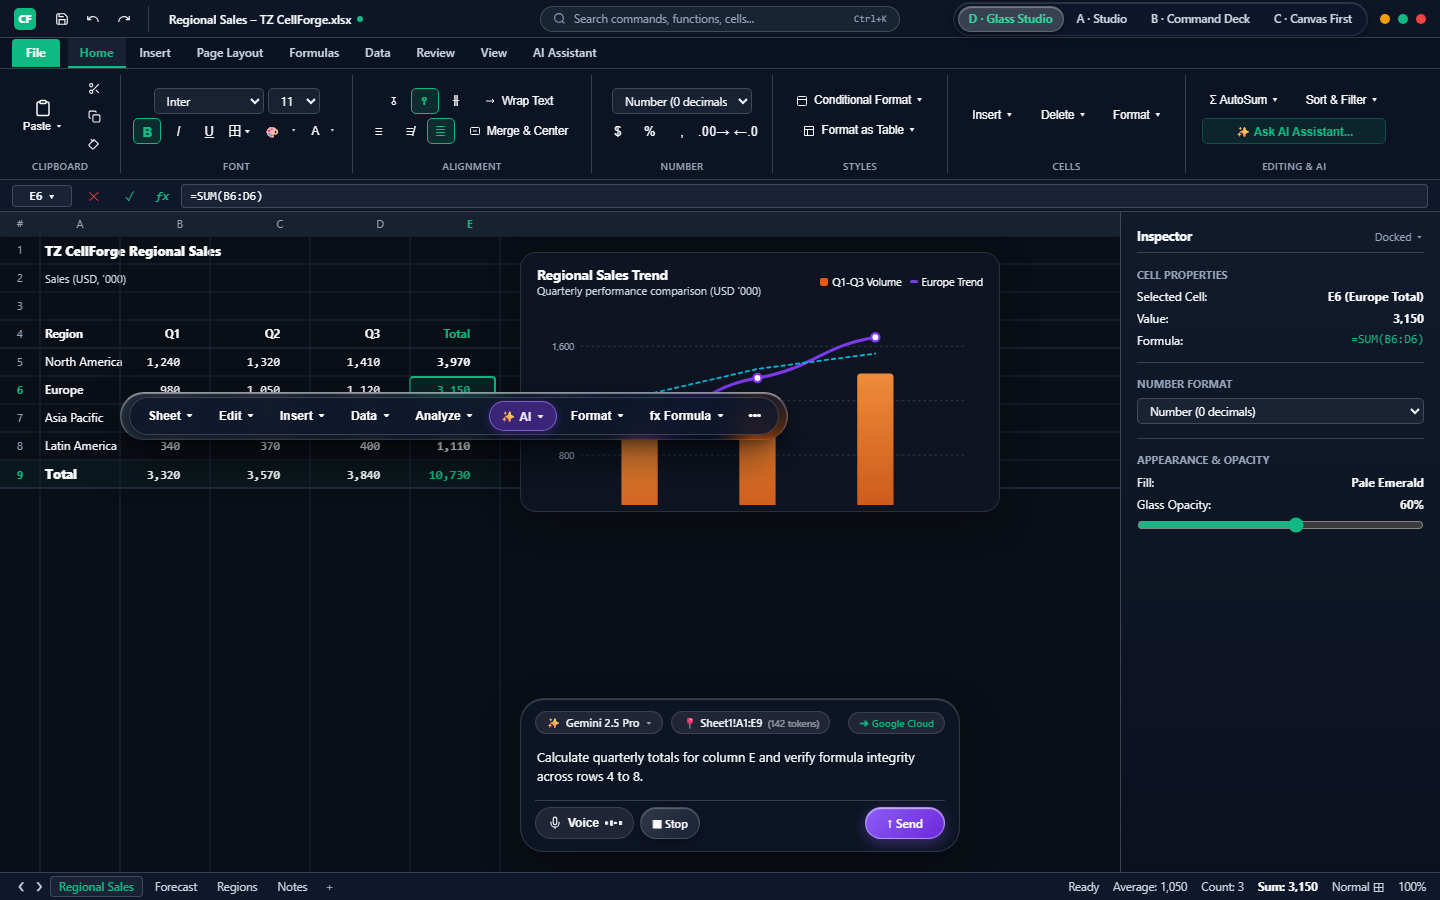 CF
Regional Sales – TZ CellForge.xlsx
Search commands, functions, cells...
Ctrl+K
D · Glass Studio
A · Studio
B · Command Deck
C · Canvas First
File
Home
Insert
Page Layout
Formulas
Data
Review
View
AI Assistant
Paste
CLIPBOARD
Inter
11
B
I
U
A
FONT
Wrap Text
Merge & Center
ALIGNMENT
Number (0 decimals
$
%
,
.00→
←.0
NUMBER
Conditional Format
Format as Table
STYLES
Insert
Delete
Format
CELLS
Σ AutoSum
Sort & Filter
✨ Ask AI Assistant...
EDITING & AI
E6
fx
=SUM(B6:D6)
# A B C D E
1 TZ CellForge Regional Sales
2 Sales (USD, '000)
3
4 Region Q1 Q2 Q3 Total
5 North America 1,240 1,320 1,410 3,970
6 Europe 980 1,050 1,120 3,150
7 Asia Pacific
8 Latin America 340 370 400 1,110
9 Total 3,320 3,570 3,840 10,730
Sheet
Edit
Insert
Data
Analyze
✨ AI
Format
fx Formula
•••
Regional Sales Trend
Quarterly performance comparison (USD '000)
Q1-Q3 Volume
Europe Trend
1,600
800
✨ Gemini 2.5 Pro
Sheet1!A1:E9 (142 tokens)
➔ Google Cloud
Calculate quarterly totals for column E and verify formula integrity
across rows 4 to 8.
Voice
Stop
↑ Send
Inspector
Docked
CELL PROPERTIES
Selected Cell: E6 (Europe Total)
Value: 3,150
Formula: =SUM(B6:D6)
NUMBER FORMAT
Number (0 decimals)
APPEARANCE & OPACITY
Fill: Pale Emerald
Glass Opacity: 60%
Regional Sales
Forecast
Regions
Notes
+
Ready
Average: 1,050
Count: 3
Sum: 3,150
Normal
100%